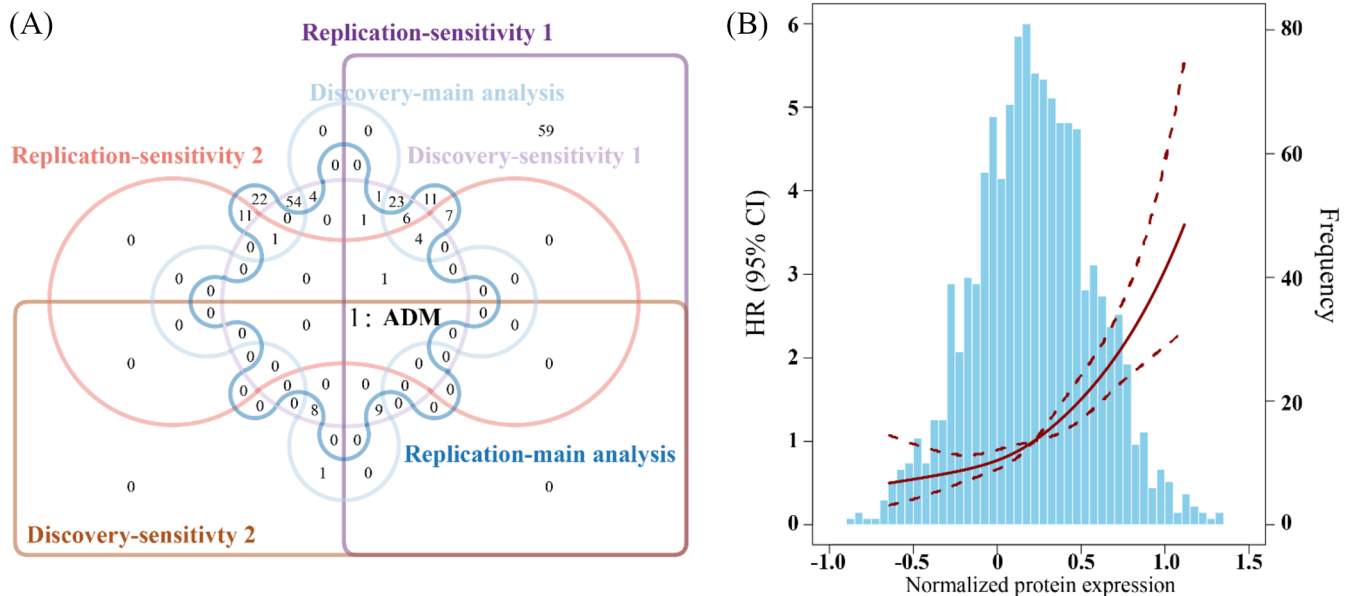 (A)
Replication-sensitivity 1
Discovery-main analysis
0 0 59
Replication-sensitivity 2
Discovery-sensitivity 1
0 0
22 54 4 1 23 11
11 0 0 1 6 7
0 1 0 4 0 0
0 0 0 1 0 0
0 0 0 0
0 0 0 1: ADM 0 0
0 0 0 0
0 0 0 0 0 0
0 0 0 0 0 0
0 0 8 9 0 0
0 0
Replication-main analysis
1 0
0 0
Discovery-sensitivty 2
(B)
6
5
4
3
2
1
0
HR (95% CI)
80
60
40
20
0
Frequency
-1.0 -0.5 0 0.5 1.0 1.5
Normalized protein expression